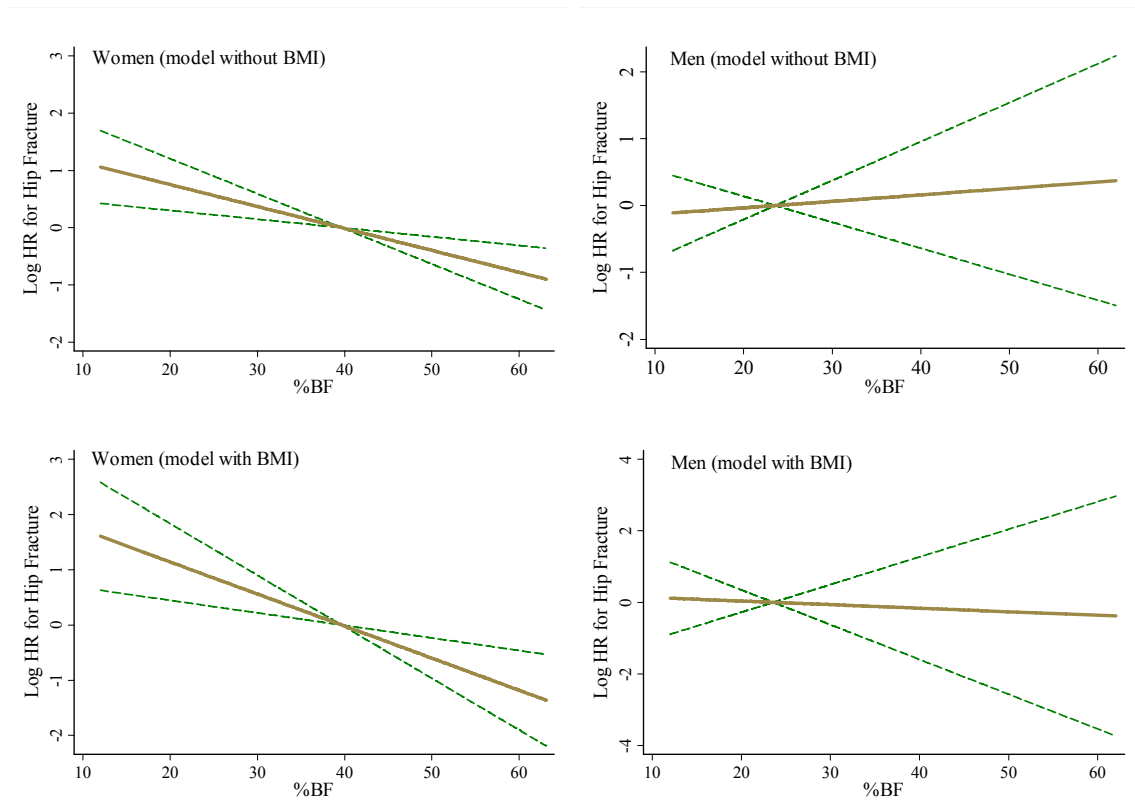 Women (model without BMI)
Log HR for Hip Fracture
3
2
1
0
-1
-2
10 20 30 40 50 60
%BF
Men (model without BMI)
Log HR for Hip Fracture
2
1
0
-1
-2
10 20 30 40 50 60
%BF
Women (model with BMI)
Log HR for Hip Fracture
3
2
1
0
-1
-2
10 20 30 40 50 60
%BF
Men (model with BMI)
Log HR for Hip Fracture
4
2
0
-2
-4
10 20 30 40 50 60
%BF